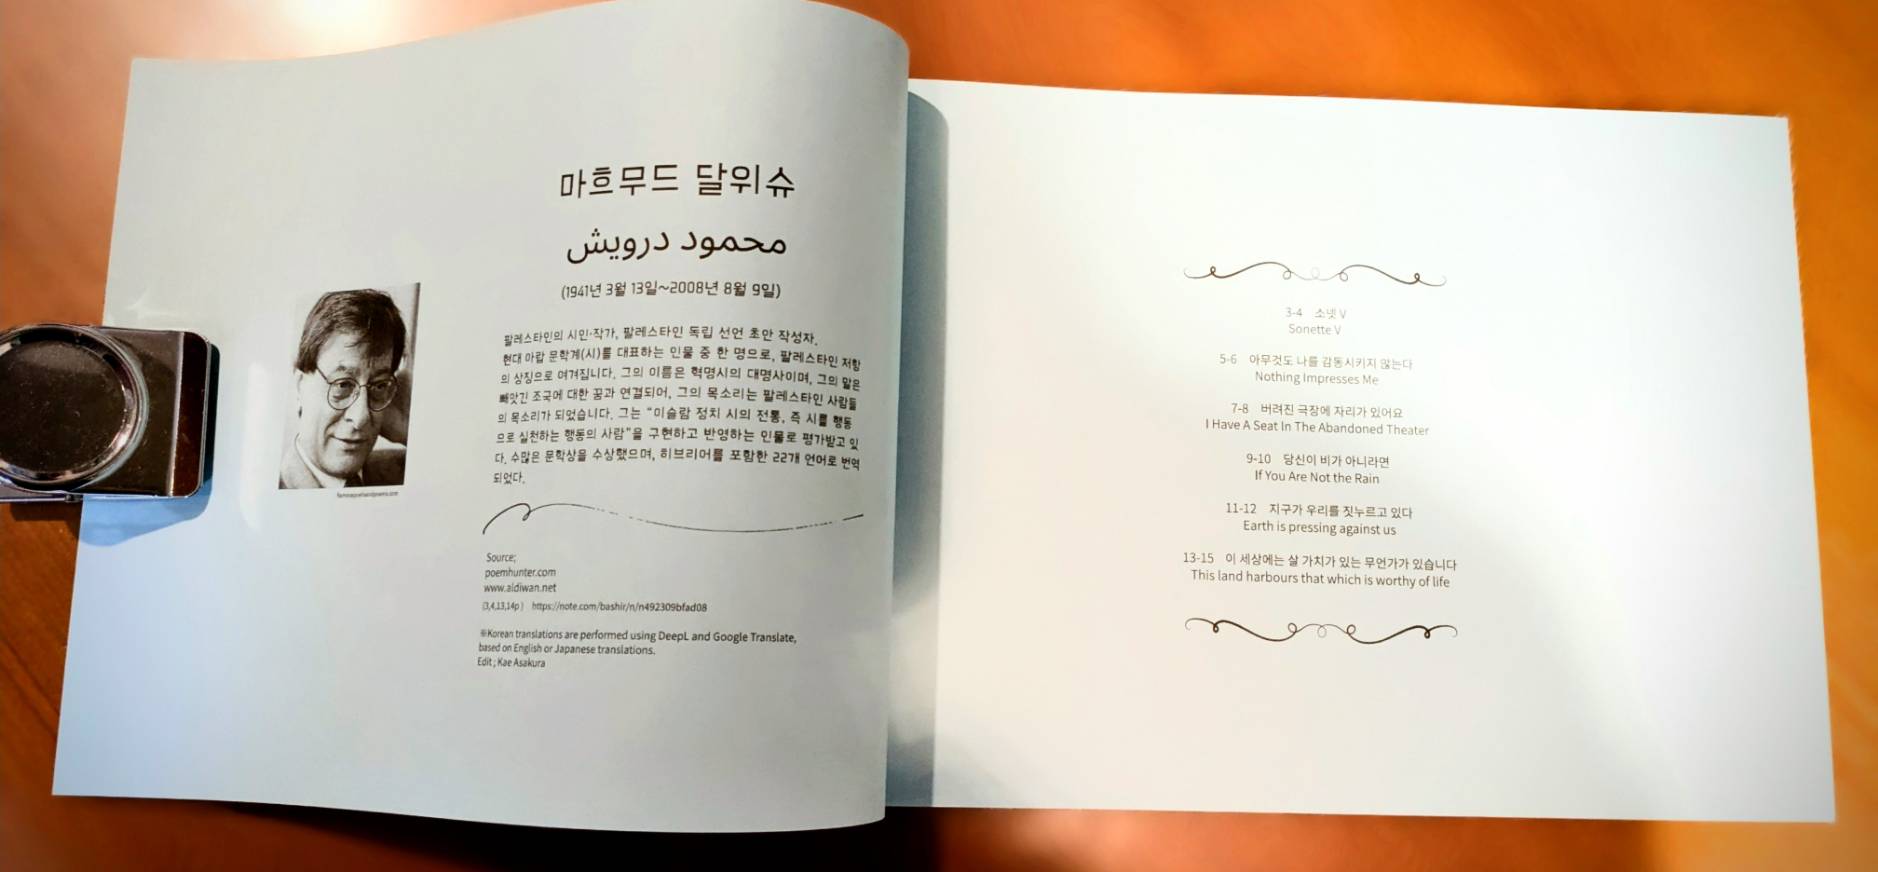 마흐무드 달위슈
محمود درويش
(1941년 3월 13일~2008년 8월 9일)
팔레스타인의 시인·작가, 팔레스타인 독립 선언 초안 작성자.
현대 아랍 문학계(시)를 대표하는 인물 중 한 명으로, 팔레스타인 저항
의 상징으로 여겨집니다. 그의 이름은 혁명시의 대명사이며, 그의 말은
빼앗긴 조국에 대한 꿈과 연결되어, 그의 목소리는 팔레스타인 사람들
의 목소리가 되었습니다. 그는 "이슬람 정치 시의 전통, 즉 시를 행동
으로 실천하는 행동의 사람"을 구현하고 반영하는 인물로 평가받고 있
다. 수많은 문학상을 수상했으며, 히브리어를 포함한 22개 언어로 번역
되었다.
famouspoetsandpoems.com
Source;
poemhunter.com
www.aldiwan.net
(3,4,13,14p) https://note.com/bashir/n/n492309bfad08
※Korean translations are performed using DeepL and Google Translate,
based on English or Japanese translations.
Edit ; Kae Asakura
3-4 소넷 V
Sonette V
5-6 아무것도 나를 감동시키지 않는다
Nothing Impresses Me
7-8 버려진 극장에 자리가 있어요
I Have A Seat In The Abandoned Theater
9-10 당신이 비가 아니라면
If You Are Not the Rain
11-12 지구가 우리를 짓누르고 있다
Earth is pressing against us
13-15 이 세상에는 살 가치가 있는 무언가가 있습니다
This land harbours that which is worthy of life